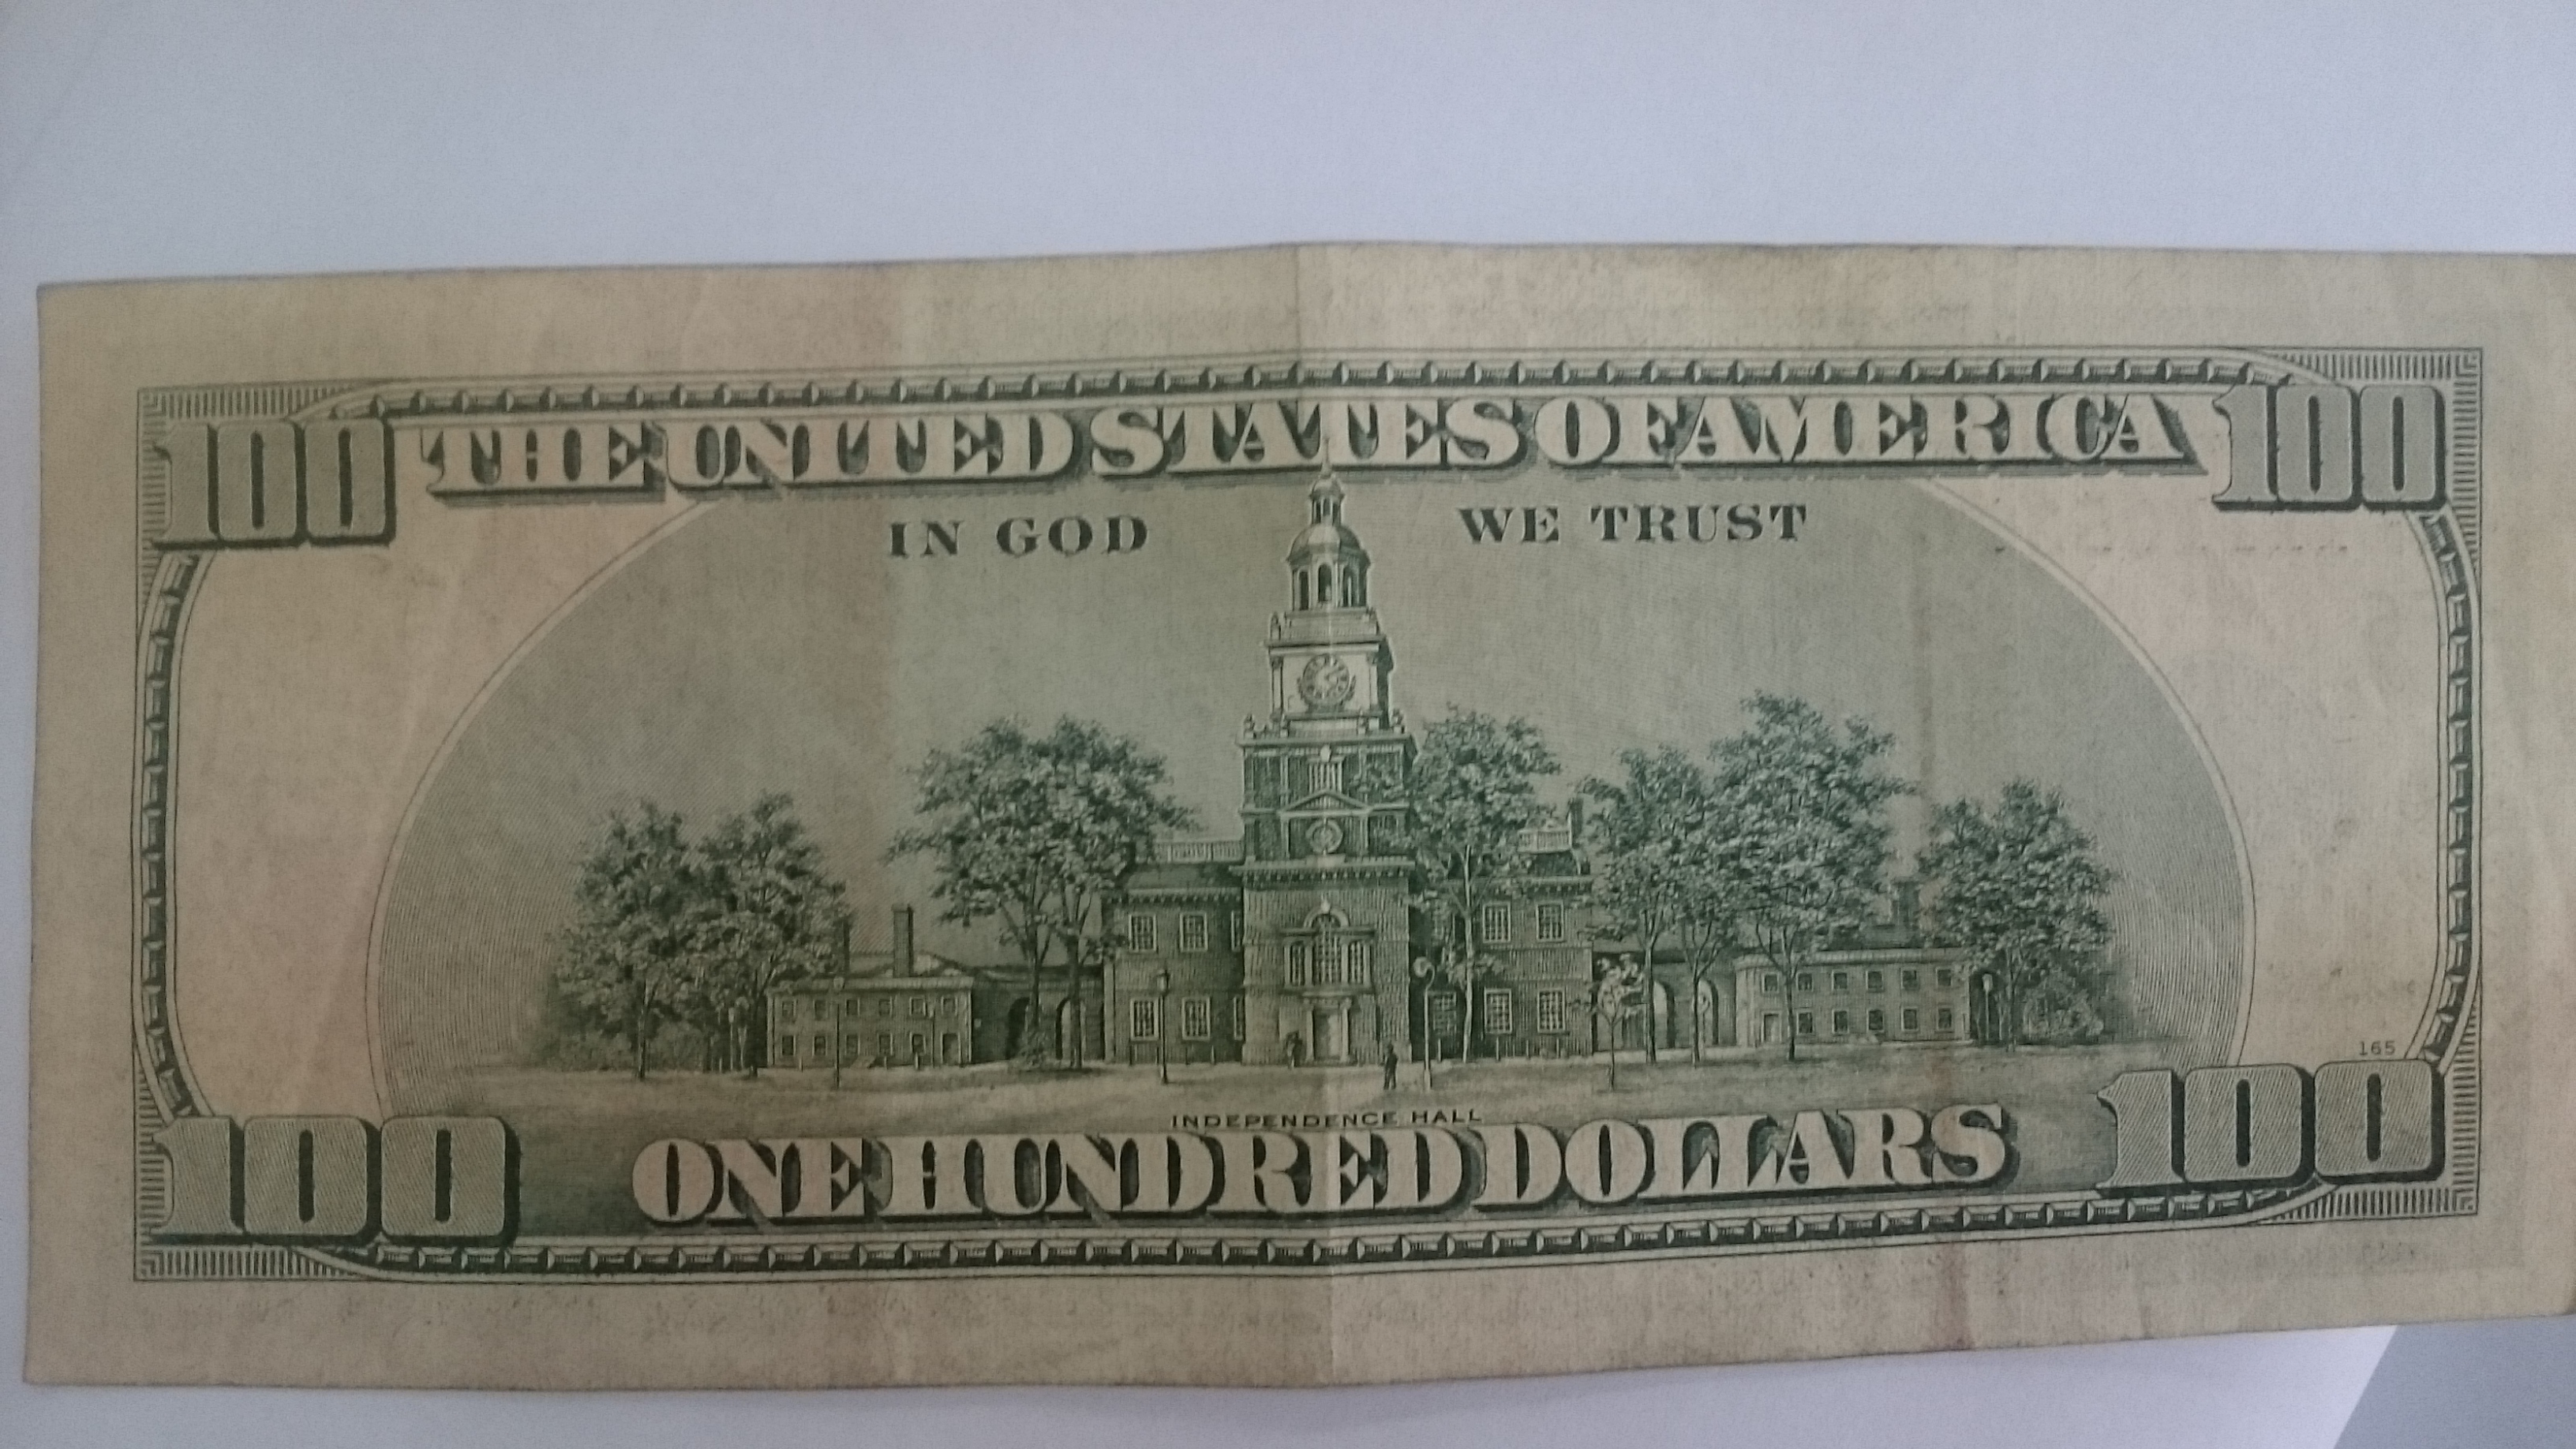 100 THE UNITED STATES OF AMERICA 100
IN GOD WE TRUST
165
INDEPENDENCE HALL
100 ONE HUNDRED DOLLARS 100